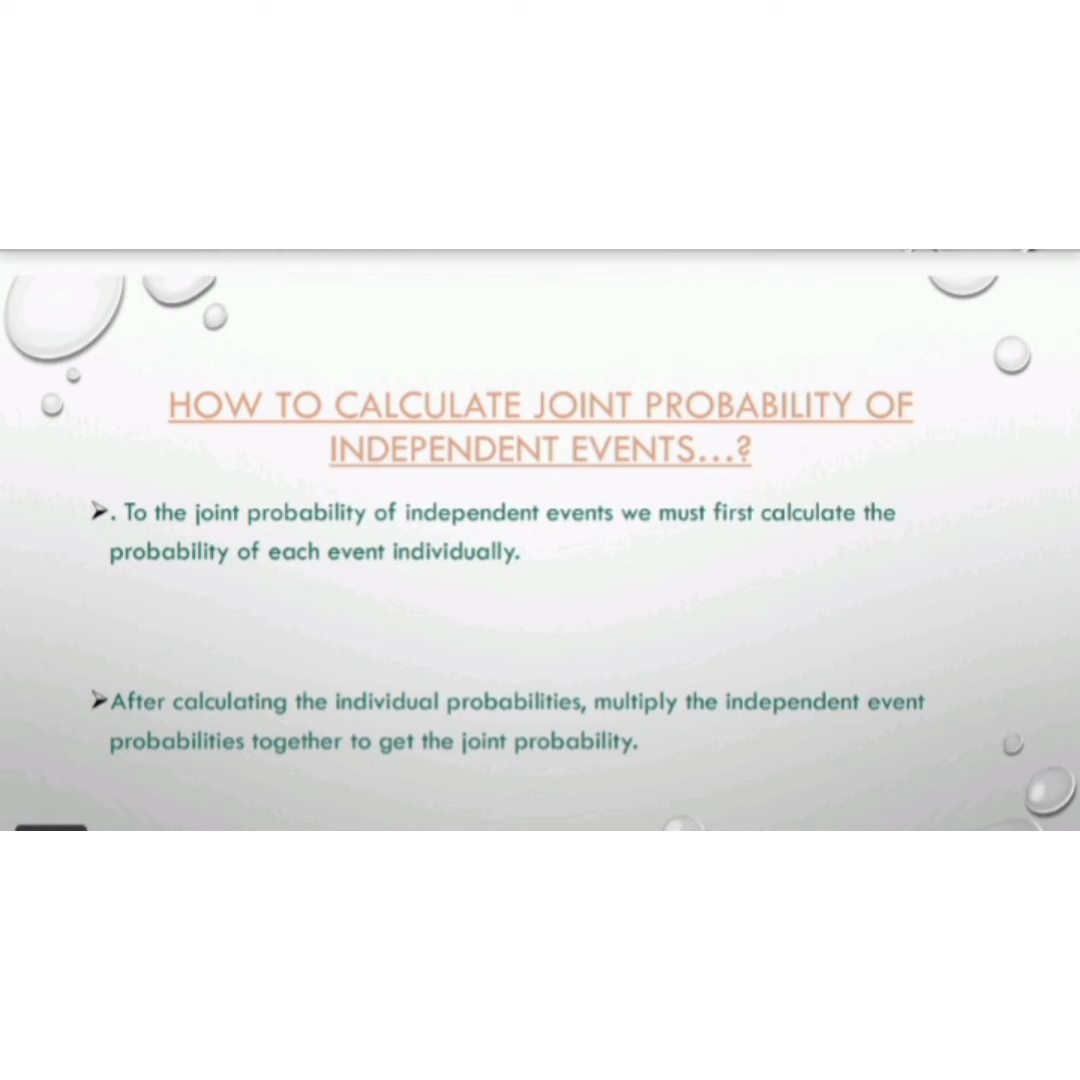 HOW TO CALCULATE JOINT PROBABILITY OF
INDEPENDENT EVENTS...?
➢. To the joint probability of independent events we must first calculate the
probability of each event individually.
➢After calculating the individual probabilities, multiply the independent event
probabilities together to get the joint probability.